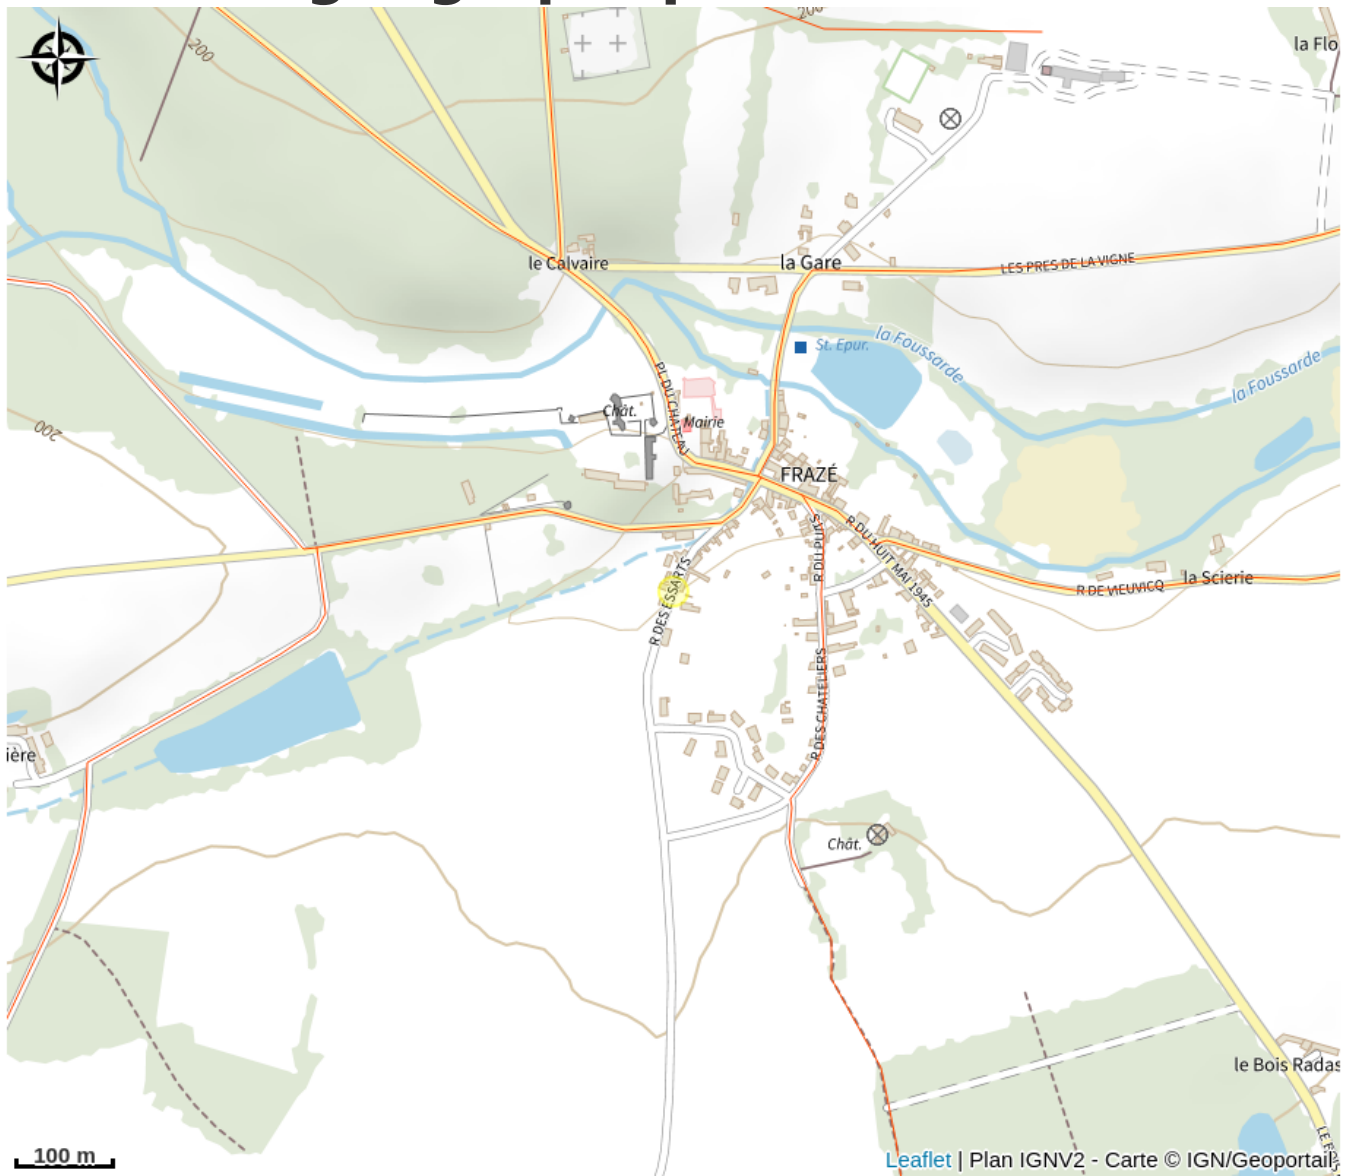 200
200
la Flo
le Calvaire
la Gare
LES PRES DE LA VIGNE
la Foussarde
St. Epur.
la Foussarde
PL DU CHATEAU
Chât.
Mairie
200
FRAZÉ
R DU PUITS
R DU HUIT MAI 1945
R DES ESSARTS
R DE VIEUVICQ
la Scierie
R DES CHATELIERS
ière
Chât.
le Bois Radas
100 m
Leaflet | Plan IGNV2 - Carte © IGN/Geoportail